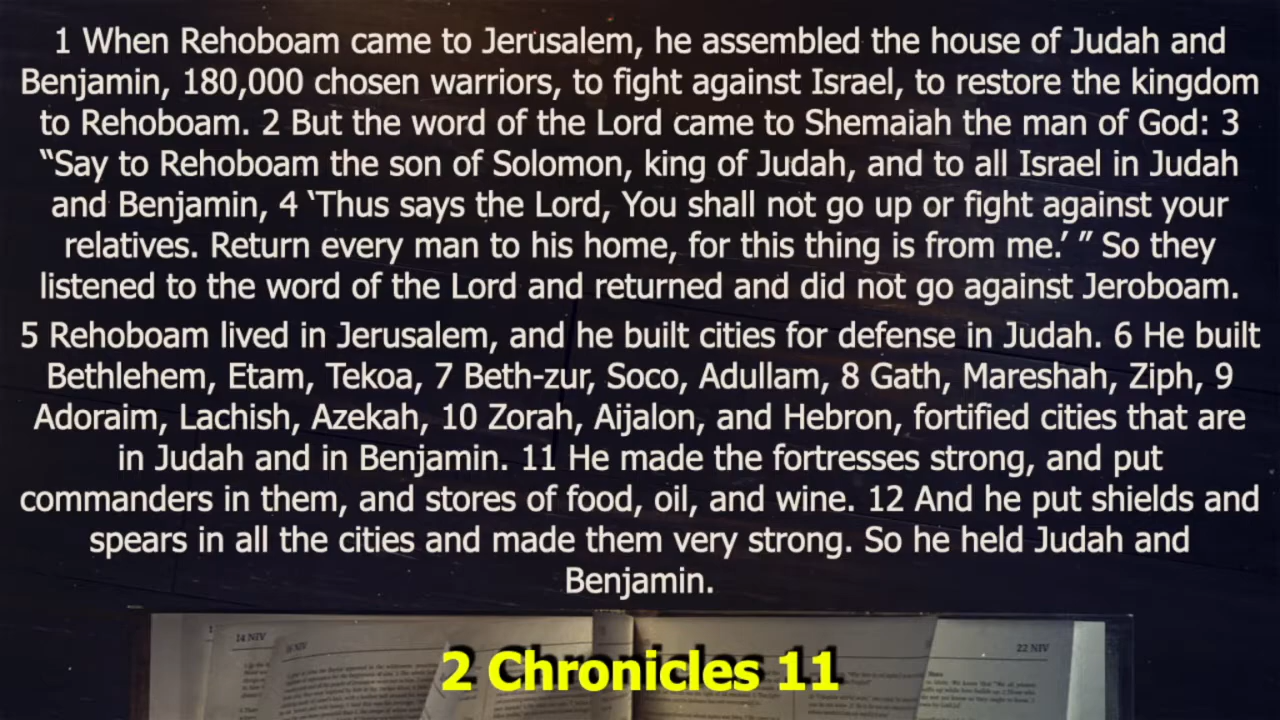 1 When Rehoboam came to Jerusalem, he assembled the house of Judah and
Benjamin, 180,000 chosen warriors, to fight against Israel, to restore the kingdom
to Rehoboam. 2 But the word of the Lord came to Shemaiah the man of God: 3
“Say to Rehoboam the son of Solomon, king of Judah, and to all Israel in Judah
and Benjamin, 4 ‘Thus says the Lord, You shall not go up or fight against your
relatives. Return every man to his home, for this thing is from me.’ ” So they
listened to the word of the Lord and returned and did not go against Jeroboam.
5 Rehoboam lived in Jerusalem, and he built cities for defense in Judah. 6 He built
Bethlehem, Etam, Tekoa, 7 Beth-zur, Soco, Adullam, 8 Gath, Mareshah, Ziph, 9
Adoraim, Lachish, Azekah, 10 Zorah, Aijalon, and Hebron, fortified cities that are
in Judah and in Benjamin. 11 He made the fortresses strong, and put
commanders in them, and stores of food, oil, and wine. 12 And he put shields and
spears in all the cities and made them very strong. So he held Judah and
Benjamin.
14 NIV
22 NIV
2 Chronicles 11